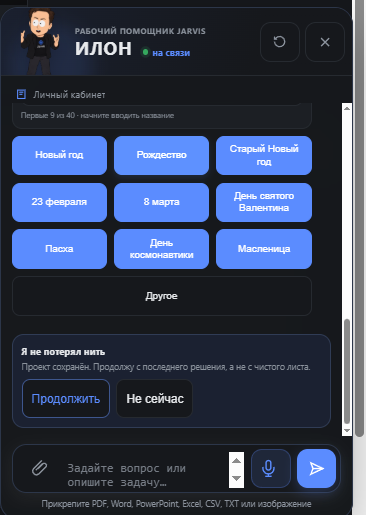 РАБОЧИЙ ПОМОЩНИК JARVIS
ИЛОН
на связи
Личный кабинет
Первые 9 из 40 · начните вводить название
Новый год
Рождество
Старый Новый
год
23 февраля
8 марта
День святого
Валентина
Пасха
День
космонавтики
Масленица
Другое
Я не потерял нить
Проект сохранён. Продолжу с последнего решения, а не с чистого листа.
Продолжить
Не сейчас
Задайте вопрос или
опишите задачу…
Прикрепите PDF, Word, PowerPoint, Excel, CSV, TXT или изображение